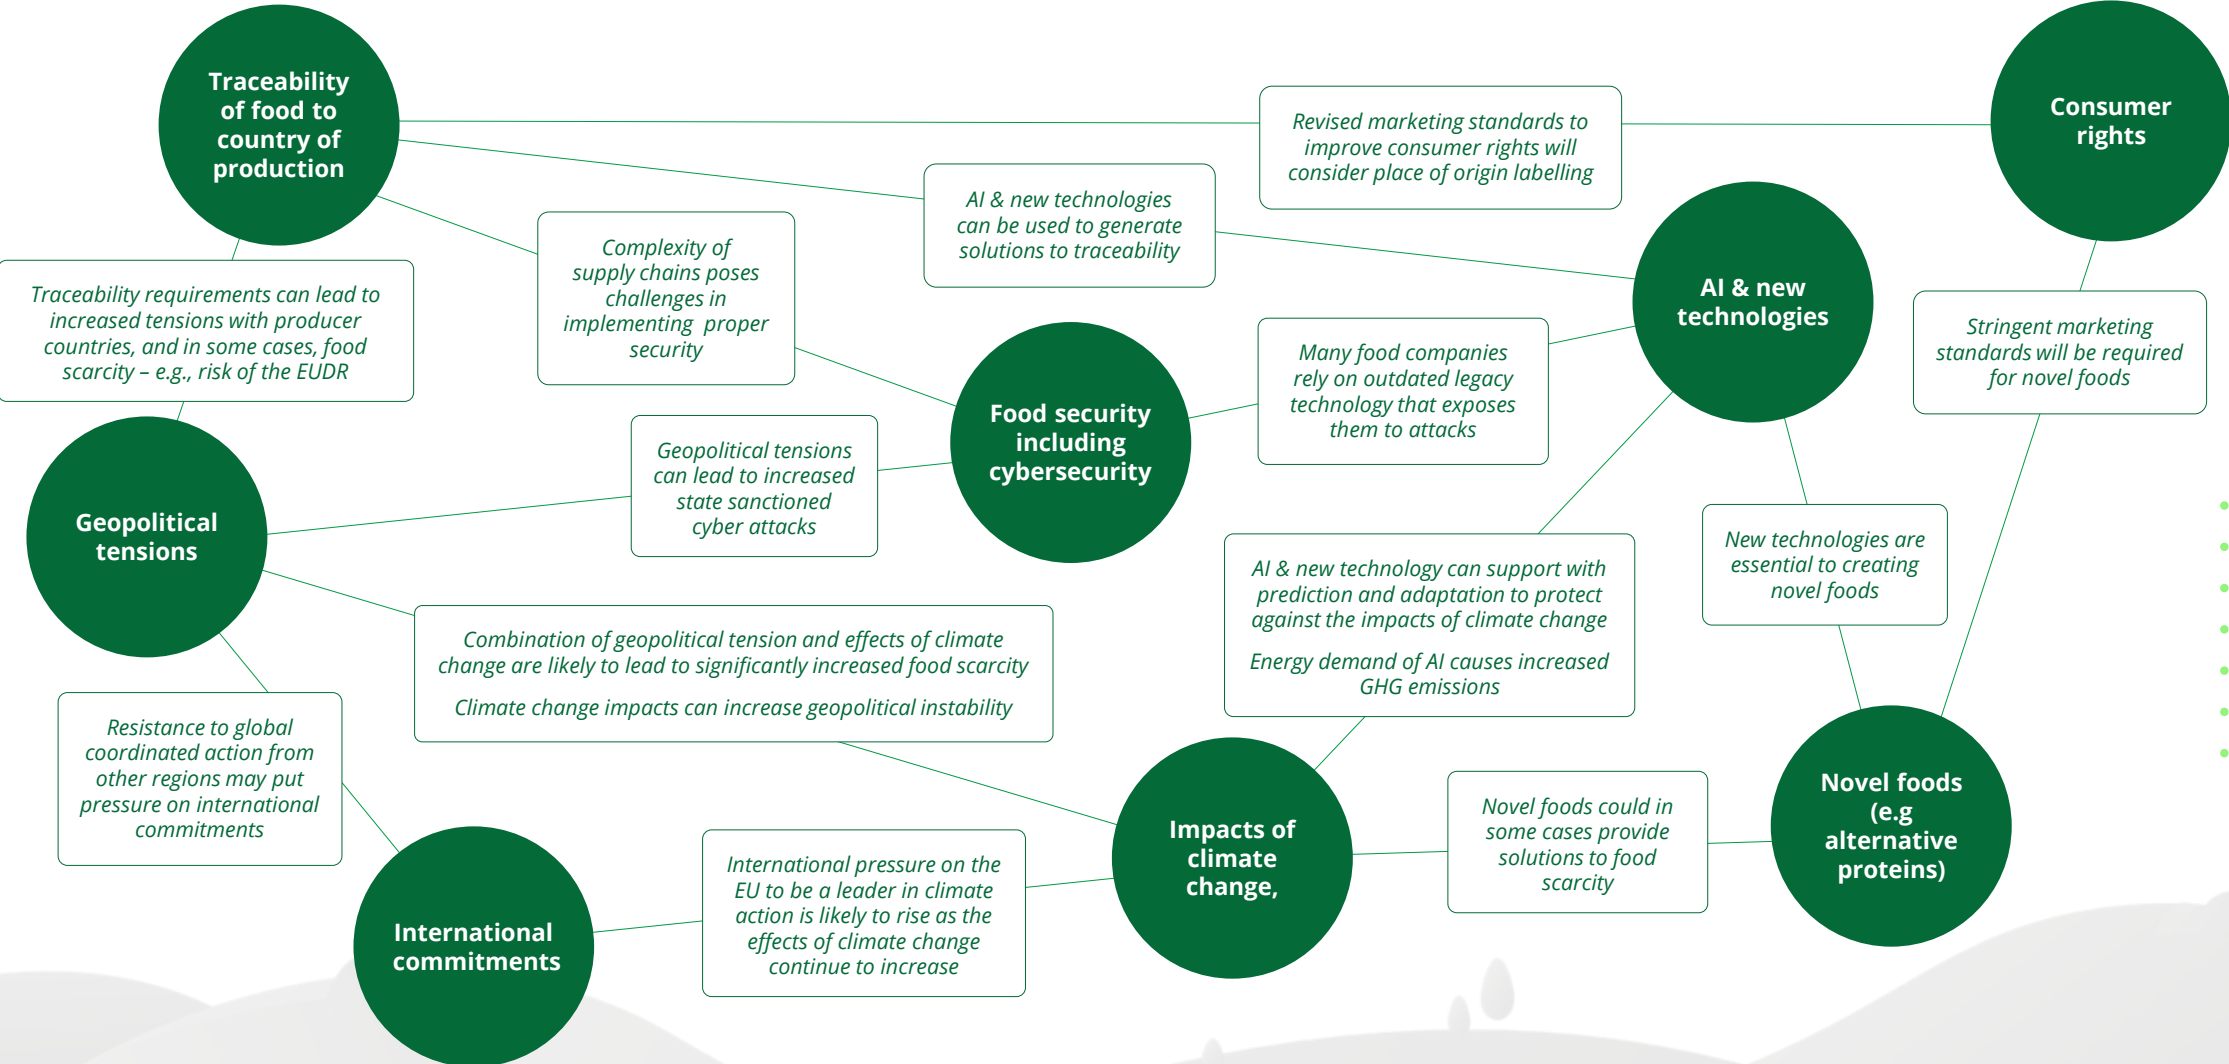 Traceability
of food to
country of
production
Consumer
rights
Revised marketing standards to
improve consumer rights will
consider place of origin labelling
AI & new technologies
can be used to generate
solutions to traceability
Complexity of
supply chains poses
challenges in
implementing  proper
security
AI & new
technologies
Traceability requirements can lead to
increased tensions with producer
countries, and in some cases, food
scarcity – e.g., risk of the EUDR
Stringent marketing
standards will be required
for novel foods
Many food companies
rely on outdated legacy
technology that exposes
them to attacks
Food security
including
cybersecurity
Geopolitical tensions
can lead to increased
state sanctioned
cyber attacks
Geopolitical
tensions
New technologies are
essential to creating
novel foods
AI & new technology can support with
prediction and adaptation to protect
against the impacts of climate change
Energy demand of AI causes increased
GHG emissions
Combination of geopolitical tension and effects of climate
change are likely to lead to significantly increased food scarcity
Climate change impacts can increase geopolitical instability
Resistance to global
coordinated action from
other regions may put
pressure on international
commitments
Novel foods
(e.g
alternative
proteins)
Novel foods could in
some cases provide
solutions to food
scarcity
Impacts of
climate
change,
International pressure on the
EU to be a leader in climate
action is likely to rise as the
effects of climate change
continue to increase
International
commitments